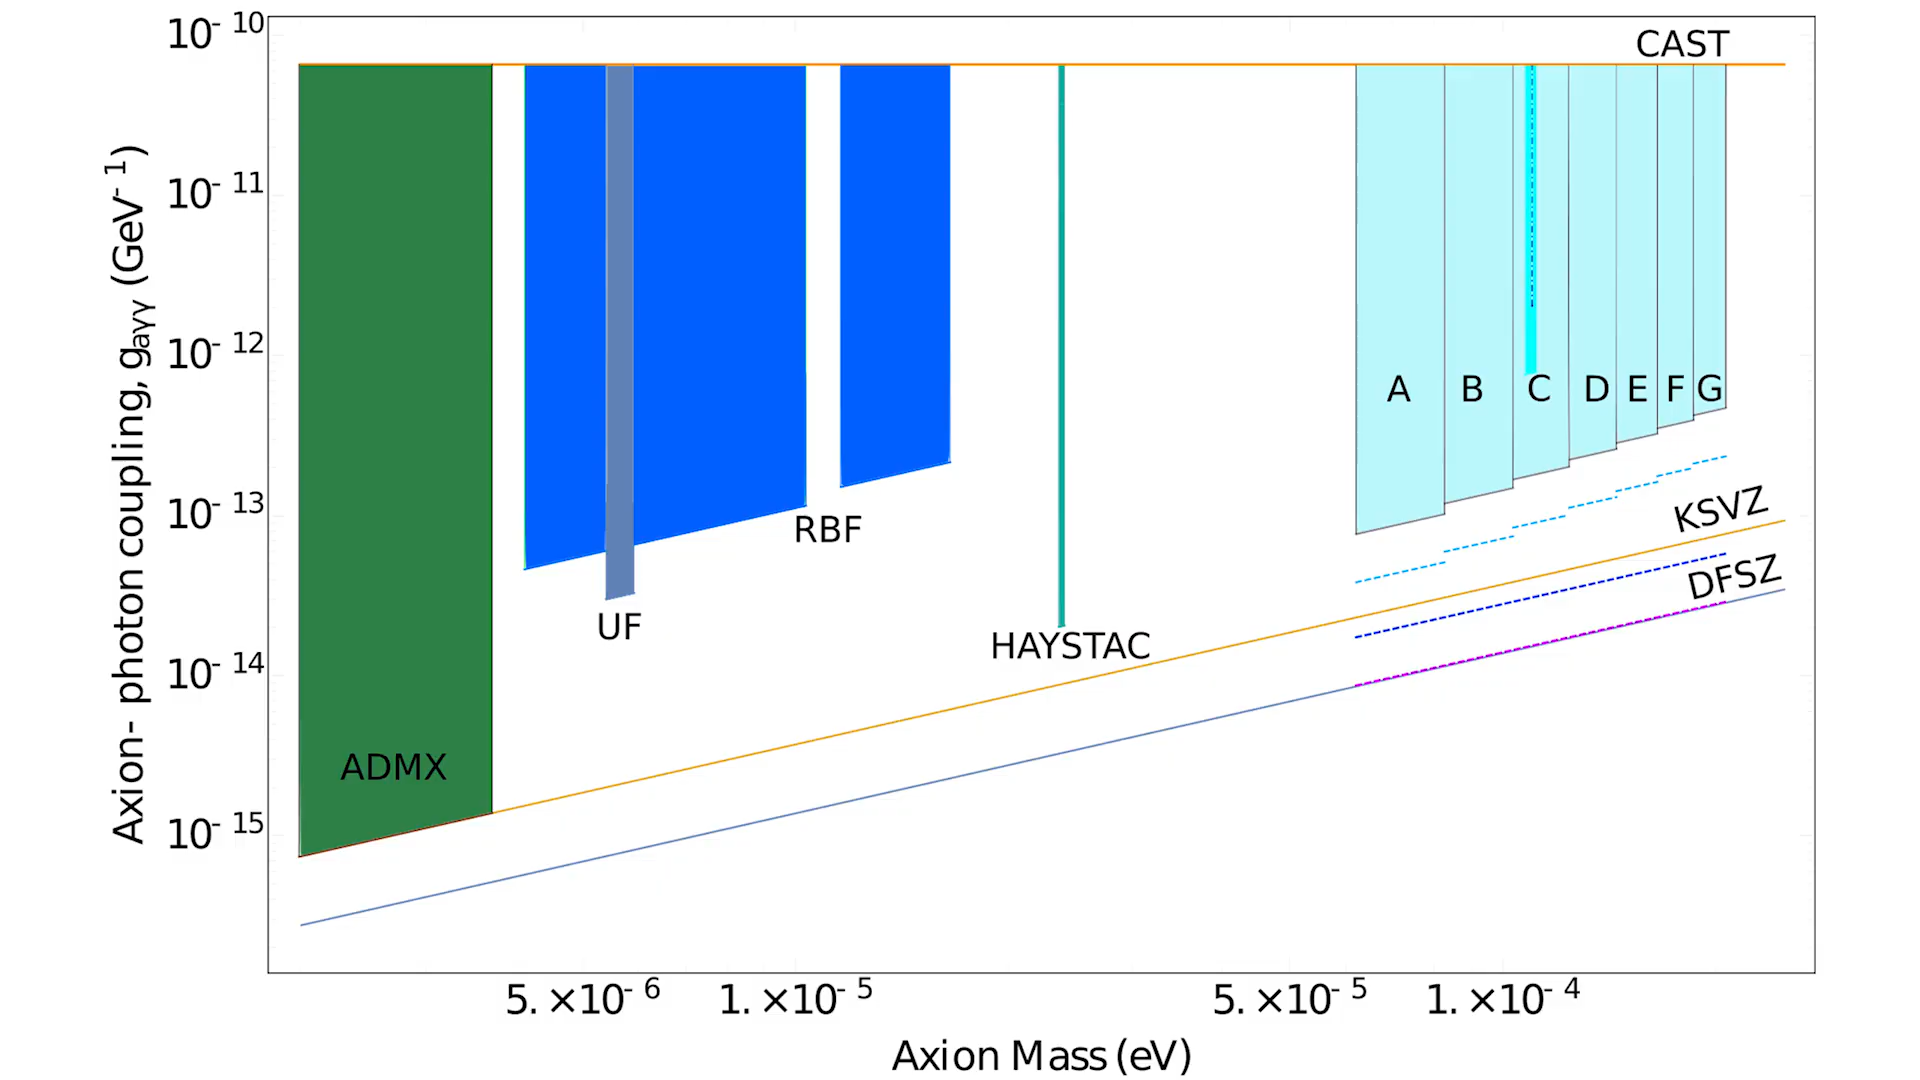 10⁻¹⁰
10⁻¹¹
10⁻¹²
10⁻¹³
10⁻¹⁴
10⁻¹⁵
Axion- photon coupling, gaγγ (GeV⁻¹)
CAST
A B C D E F G
RBF
KSVZ
DFSZ
UF
HAYSTAC
ADMX
5.×10⁻⁶ 1.×10⁻⁵ 5.×10⁻⁵ 1.×10⁻⁴
Axion Mass (eV)